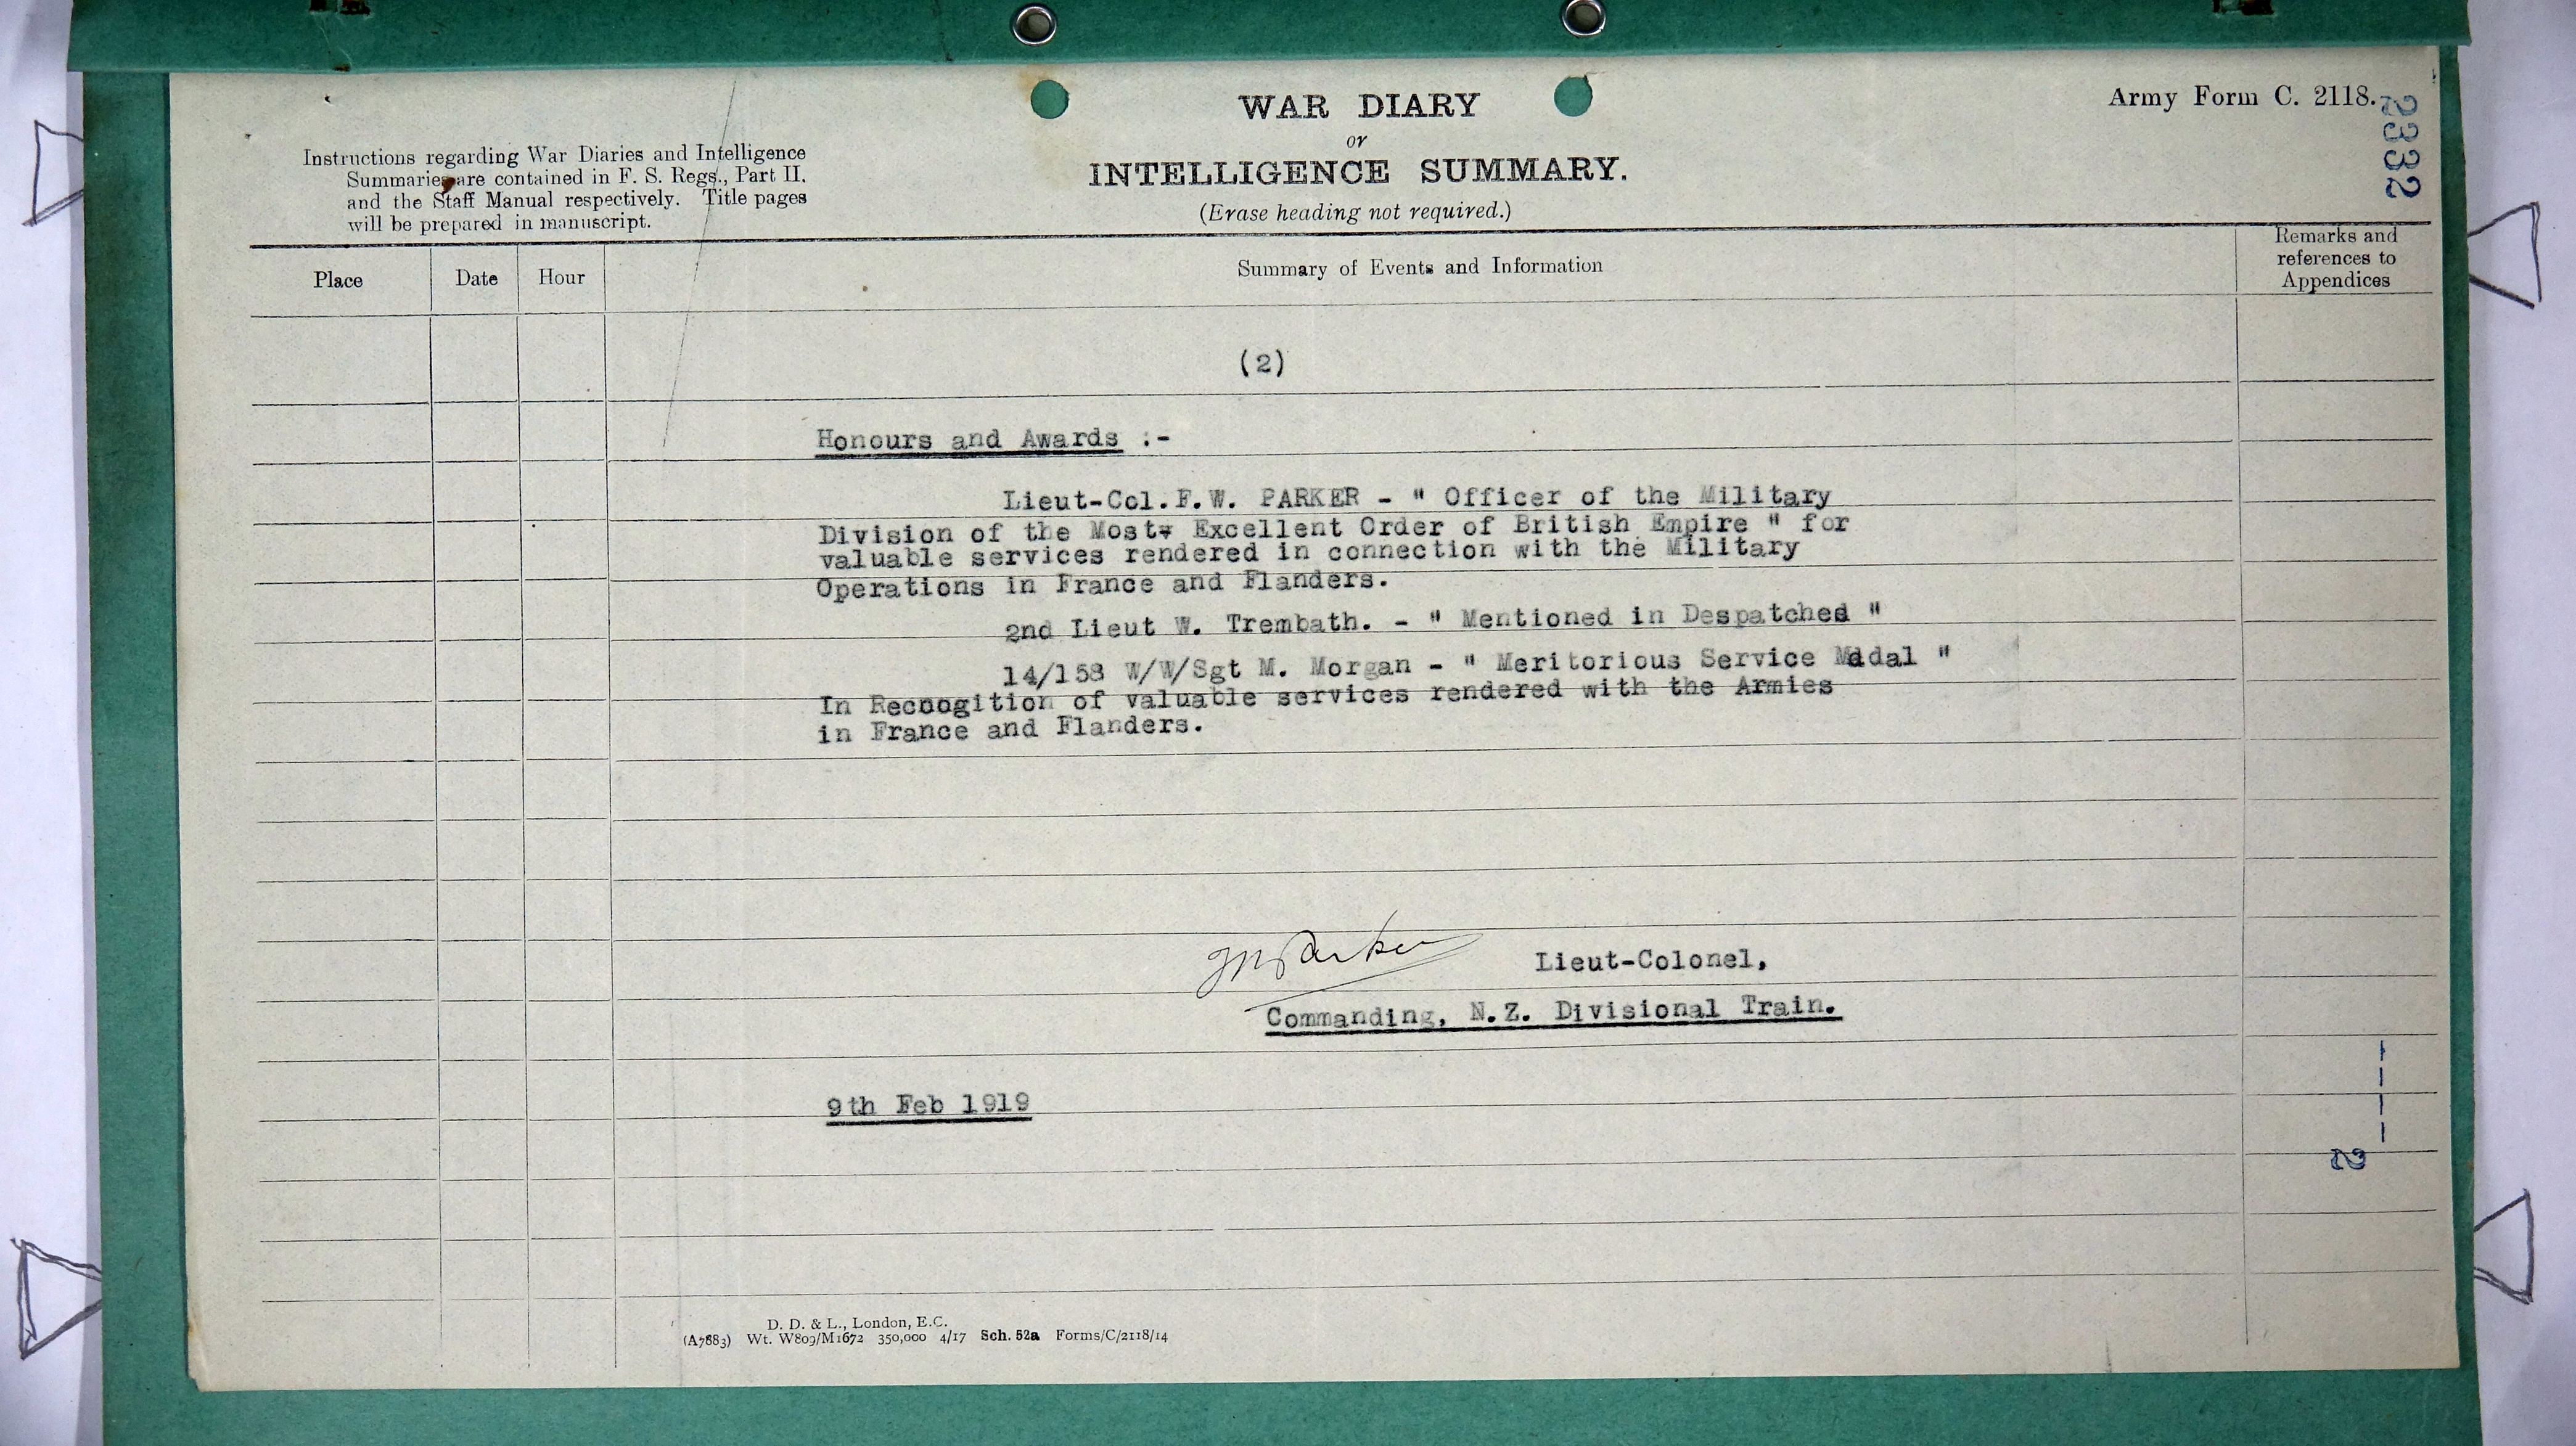 Army Form C. 2118.
2332
WAR DIARY
or
INTELLIGENCE SUMMARY.
(Erase heading not required.)
Instructions regarding War Diaries and Intelligence
Summaries are contained in F. S. Regs., Part II.
and the Staff Manual respectively. Title pages
will be prepared in manuscript.
Place Date Hour Summary of Events and Information Remarks and
references to
Appendices
(2)
Honours and Awards :-
Lieut-Col.F.W. PARKER - " Officer of the Military
Division of the Most Excellent Order of British Empire " for
valuable services rendered in connection with the Military
Operations in France and Flanders.
2nd Lieut W. Trembath. - " Mentioned in Despatched "
14/158 W/W/Sgt M. Morgan - " Meritorious Service Madal "
In Recnogition of valuable services rendered with the Armies
in France and Flanders.
Parker Lieut-Colonel,
Commanding, N.Z. Divisional Train.
9th Feb 1919
2
D. D. & L., London, E.C.
(A7883) Wt. W809/M1672 350,000 4/17 Sch. 52a Forms/C/2118/14